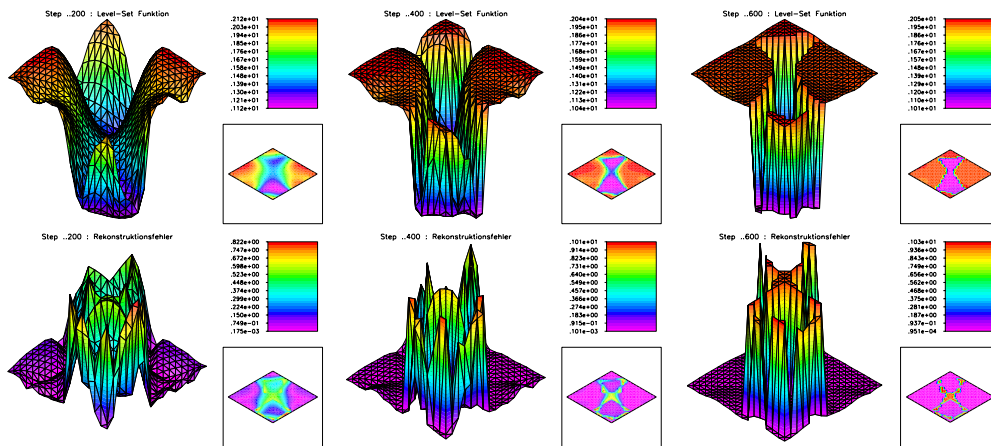 Step ..200 : Level-Set Funktion
.212e+01
.203e+01
.194e+01
.185e+01
.176e+01
.167e+01
.158e+01
.148e+01
.139e+01
.130e+01
.121e+01
.112e+01
Step ..400 : Level-Set Funktion
.204e+01
.195e+01
.186e+01
.177e+01
.168e+01
.159e+01
.149e+01
.140e+01
.131e+01
.122e+01
.113e+01
.104e+01
Step ..600 : Level-Set Funktion
.205e+01
.195e+01
.186e+01
.176e+01
.167e+01
.157e+01
.148e+01
.139e+01
.129e+01
.120e+01
.110e+01
.101e+01
Step ..200 : Rekonstruktionsfehler
.822e+00
.747e+00
.672e+00
.598e+00
.523e+00
.448e+00
.374e+00
.299e+00
.224e+00
.150e+00
.749e-01
.175e-03
Step ..400 : Rekonstruktionsfehler
.101e+01
.914e+00
.823e+00
.731e+00
.640e+00
.549e+00
.457e+00
.366e+00
.274e+00
.183e+00
.915e-01
.101e-03
Step ..600 : Rekonstruktionsfehler
.103e+01
.936e+00
.843e+00
.749e+00
.656e+00
.562e+00
.468e+00
.375e+00
.281e+00
.187e+00
.937e-01
.951e-04